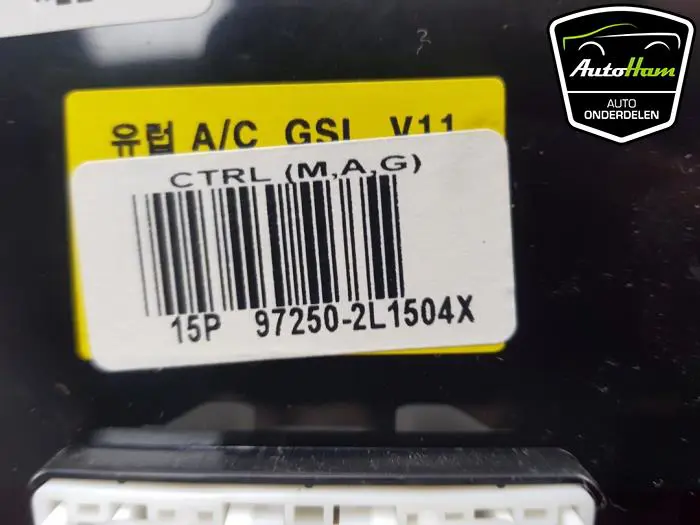 AutoHam
AUTO
ONDERDELEN
유럽 A/C GSL V11
CTRL (M,A,G)
15P 97250-2L1504X